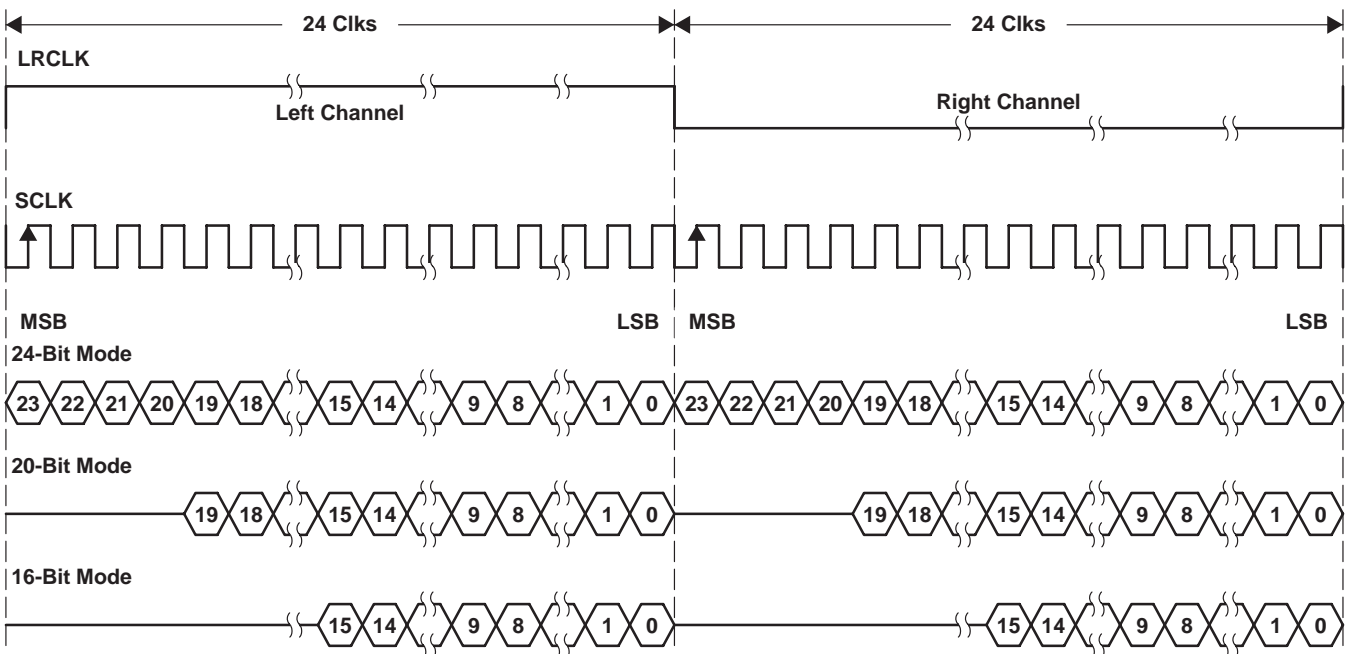 24 Clks 24 Clks
LRCLK
Left Channel Right Channel
SCLK
MSB LSB MSB LSB
24-Bit Mode
23 22 21 20 19 18 15 14 9 8 1 0 23 22 21 20 19 18 15 14 9 8 1 0
20-Bit Mode
19 18 15 14 9 8 1 0 19 18 15 14 9 8 1 0
16-Bit Mode
15 14 9 8 1 0 15 14 9 8 1 0